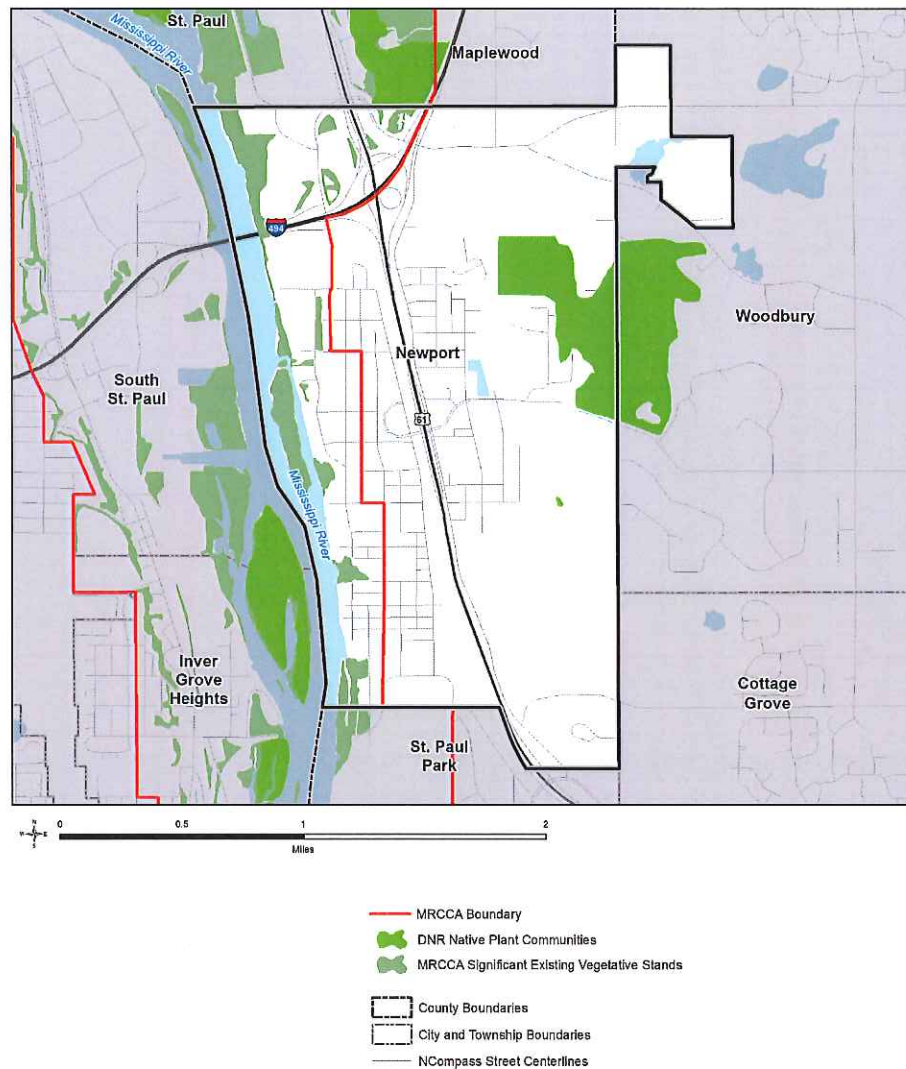 St. Paul
Mississippi River
Maplewood
494
Woodbury
Newport
South
St. Paul
61
Mississippi River
Inver
Grove
Heights
Cottage
Grove
St. Paul
Park
N
W E
S
0 0.5 1 2
Miles
MRCCA Boundary
DNR Native Plant Communities
MRCCA Significant Existing Vegetative Stands
County Boundaries
City and Township Boundaries
NCompass Street Centerlines